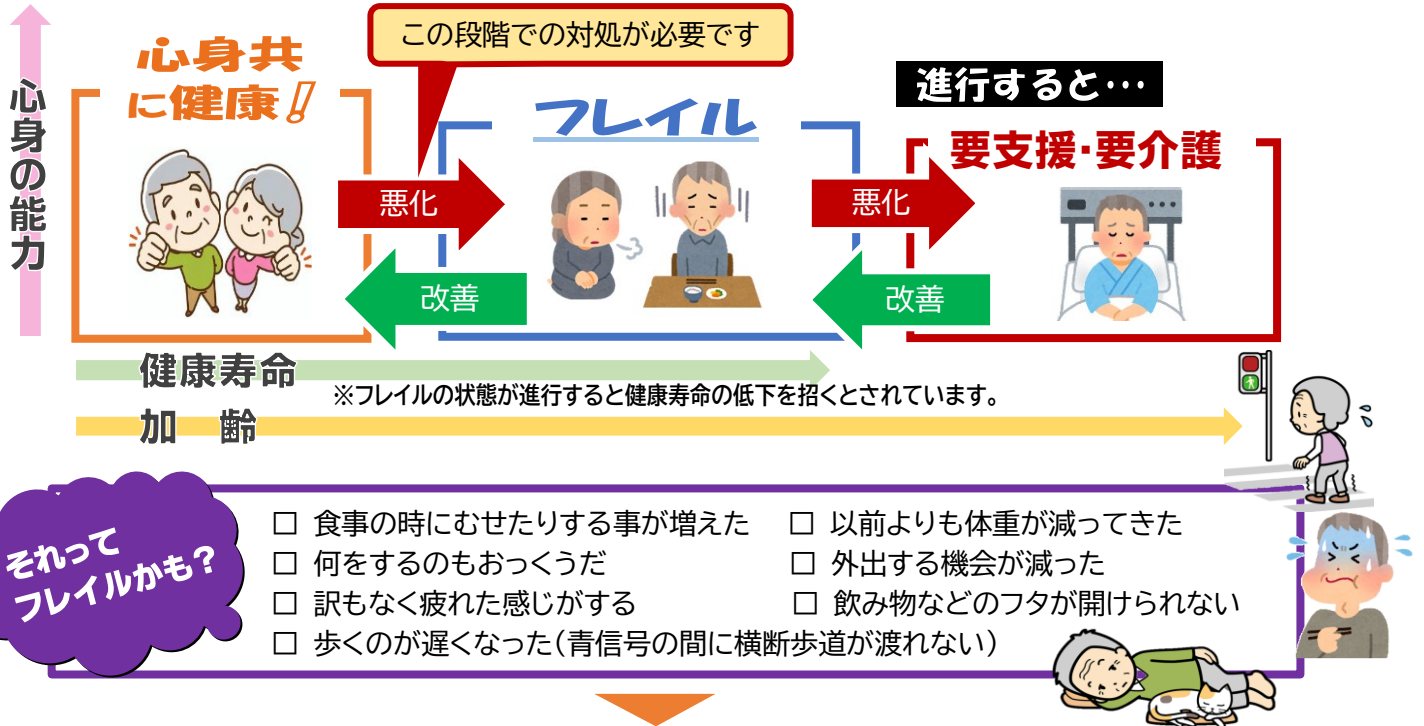 この段階での対処が必要です
心身の能力
心身共
に健康!!
フレイル
進行すると…
要支援・要介護
悪化
悪化
改善
改善
健康寿命
※フレイルの状態が進行すると健康寿命の低下を招くとされています。
加　齢
それって
フレイルかも？
□ 食事の時にむせたりする事が増えた
□ 以前よりも体重が減ってきた
□ 何をするのもおっくうだ
□ 外出する機会が減った
□ 訳もなく疲れた感じがする
□ 飲み物などのフタが開けられない
□ 歩くのが遅くなった（青信号の間に横断歩道が渡れない）